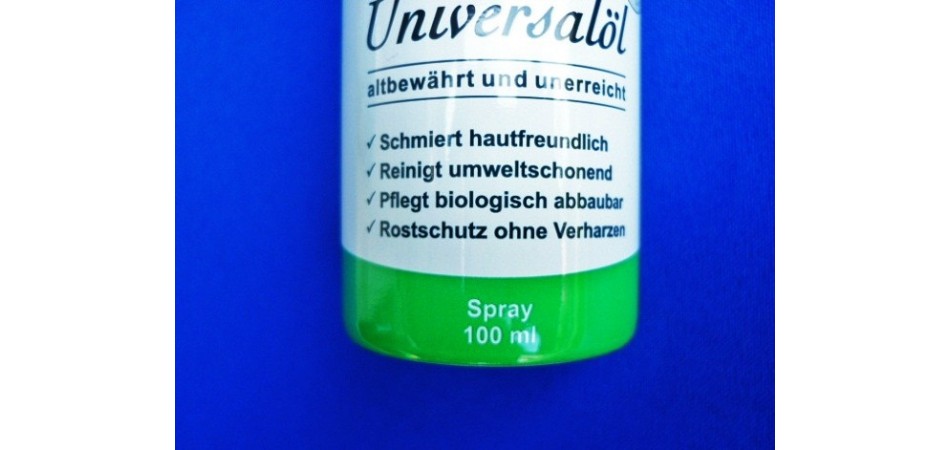 Universalöl
altbewährt und unerreicht
✓ Schmiert hautfreundlich
✓ Reinigt umweltschonend
✓ Pflegt biologisch abbaubar
✓ Rostschutz ohne Verharzen
Spray
100 ml